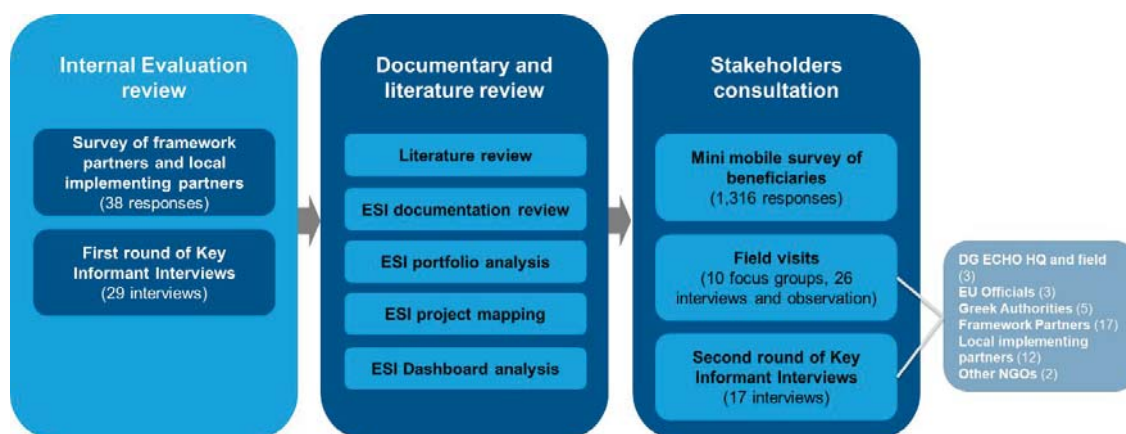 Internal Evaluation
review
Survey of framework
partners and local
implementing partners
(38 responses)
First round of Key
Informant Interviews
(29 interviews)
Documentary and
literature review
Literature review
ESI documentation review
ESI portfolio analysis
ESI project mapping
ESI Dashboard analysis
Stakeholders
consultation
Mini mobile survey of
beneficiaries
(1,316 responses)
Field visits
(10 focus groups, 26
interviews and observation)
Second round of Key
Informant Interviews
(17 interviews)
DG ECHO HQ and field
(3)
EU Officials (3)
Greek Authorities (5)
Framework Partners (17)
Local implementing
partners (12)
Other NGOs (2)